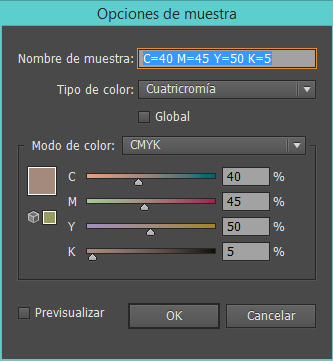 Opciones de muestra
Nombre de muestra: C=40 M=45 Y=50 K=5
Tipo de color: Cuatricromía
Global
Modo de color: CMYK
C 40 %
M 45 %
Y 50 %
K 5 %
Previsualizar OK Cancelar